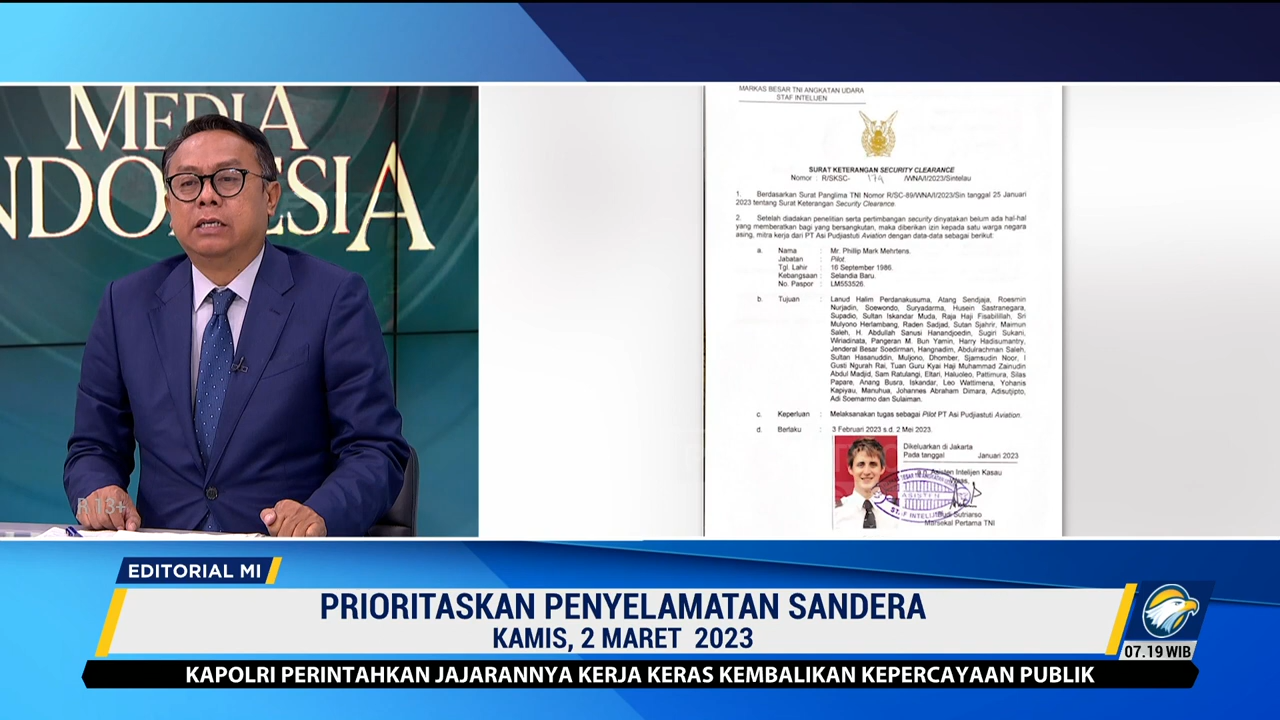 MEDIA
INDONESIA
R 13+
MARKAS BESAR TNI ANGKATAN UDARA
STAF INTELIJEN
SURAT KETERANGAN SECURITY CLEARANCE
Nomor : R/SKSC- 179 /WNA/I/2023/Sintelau
1. Berdasarkan Surat Panglima TNI Nomor R/SC-89/WNA/I/2023/Sin tanggal 25 Januari
2023 tentang Surat Keterangan Security Clearance.
2. Setelah diadakan penelitian serta pertimbangan security dinyatakan belum ada hal-hal
yang memberatkan bagi yang bersangkutan, maka diberikan izin kepada satu warga negara
asing, mitra kerja dari PT Asi Pudjiastuti Aviation dengan data-data sebagai berikut:
a. Nama : Mr. Phillip Mark Mehrtens.
Jabatan : Pilot.
Tgl. Lahir : 16 September 1986.
Kebangsaan : Selandia Baru.
No. Paspor : LM553526.
b. Tujuan : Lanud Halim Perdanakusuma, Atang Sendjaja, Roesmin
Nurjadin, Soewondo, Suryadarma, Husein Sastranegara,
Supadio, Sultan Iskandar Muda, Raja Haji Fisabilillah, Sri
Mulyono Herlambang, Raden Sadjad, Sutan Sjahrir, Maimun
Saleh, H. Abdullah Sanusi Hanandjoedin, Sugiri Sukani,
Wiriadinata, Pangeran M. Bun Yamin, Harry Hadisumantry,
Jenderal Besar Soedirman, Hangnadim, Abdulrachman Saleh,
Sultan Hasanuddin, Muljono, Dhomber, Sjamsudin Noor, I
Gusti Ngurah Rai, Tuan Guru Kyai Haji Muhammad Zainudin
Abdul Madjid, Sam Ratulangi, Eltari, Haluoleo, Pattimura, Silas
Papare, Anang Busra, Iskandar, Leo Wattimena, Yohanis
Kapiyau, Manuhua, Johannes Abraham Dimara, Adisutjipto,
Adi Soemarmo dan Sulaiman.
c. Keperluan : Melaksanakan tugas sebagai Pilot PT Asi Pudjiastuti Aviation.
d. Berlaku : 3 Februari 2023 s.d. 2 Mei 2023.
Dikeluarkan di Jakarta
Pada tanggal Januari 2023
Asisten Intelijen Kasau
ASISTEN
STAF INTELIJEN
Marsekal Pertama TNI
EDITORIAL MI
PRIORITASKAN PENYELAMATAN SANDERA
KAMIS, 2 MARET 2023
07.19 WIB
KAPOLRI PERINTAHKAN JAJARANNYA KERJA KERAS KEMBALIKAN KEPERCAYAAN PUBLIK